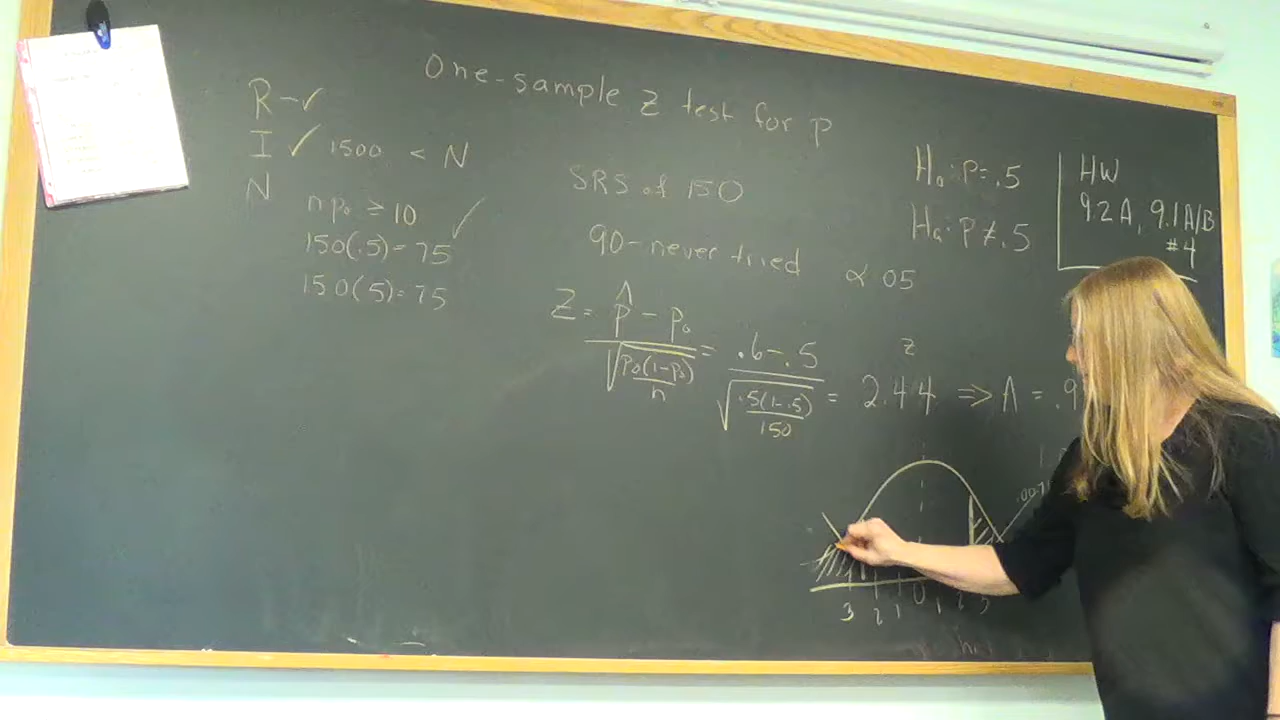 One-sample z test for p
R - ✓
I ✓ 1500 < N
N
n p₀ ≥ 10 ✓
150(.5) = 75
150(.5) = 75
SRS of 150
90 - never tried
α .05
H₀: P = .5
Hₐ: P ≠ .5
HW
9.2A, 9.1A/B
#4
Z = p̂ - p₀ / √(p₀(1-p₀)/n) = .6 - .5 / √(.5(1-.5)/150) = 2.44 ⇒ A = .9
z
3 2 1 0 1 2 3